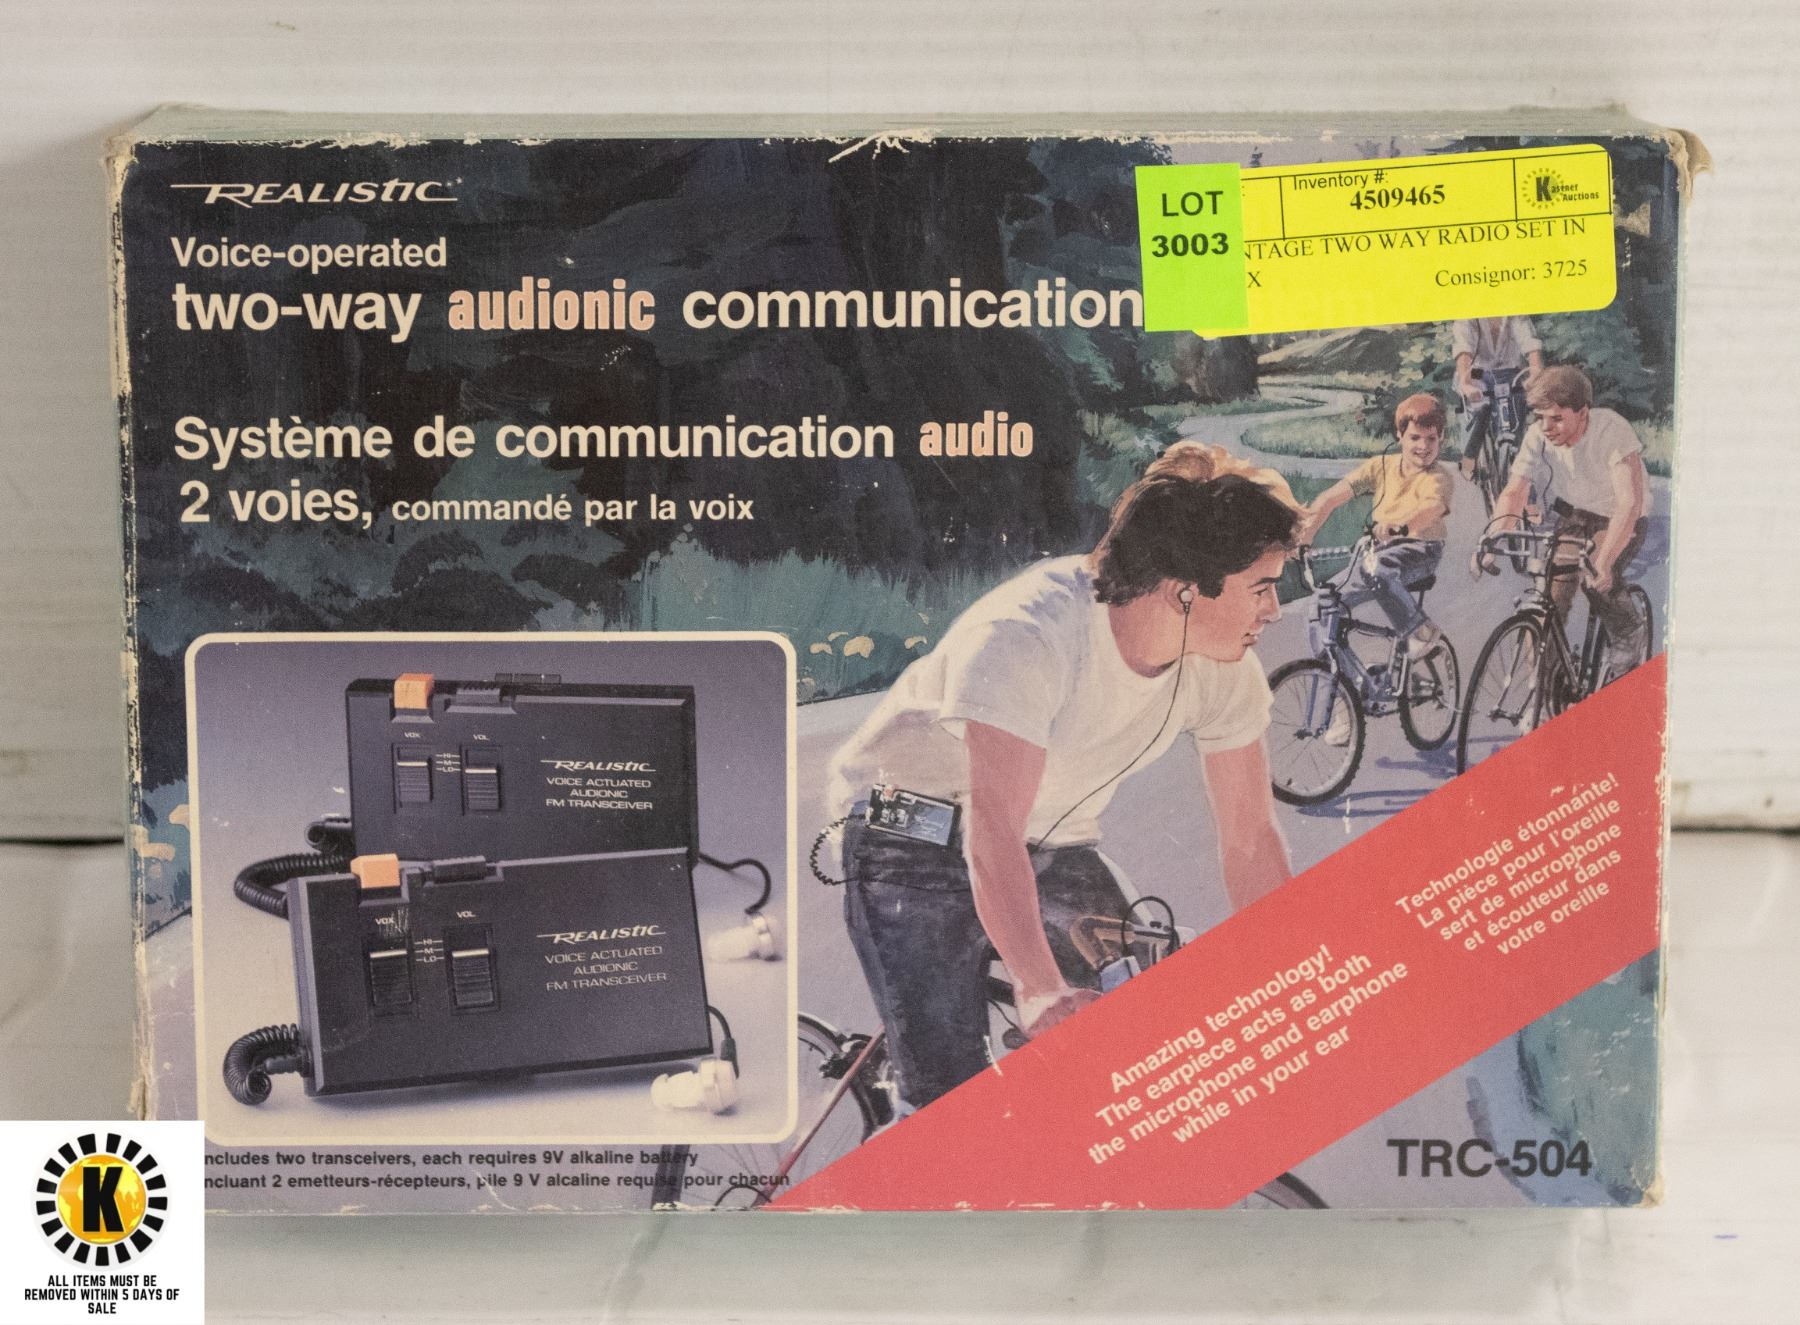 REALISTIC
Voice-operated
two-way audionic communication
Système de communication audio
2 voies, commandé par la voix
LOT
3003
Inventory #:
4509465
Kastner
Auctions
NTAGE TWO WAY RADIO SET IN
X Consignor: 3725
VOX VOL
HI
M
LO
REALISTIC
VOICE ACTUATED
AUDIONIC
FM TRANSCEIVER
VOX VOL
HI
M
LO
REALISTIC
VOICE ACTUATED
AUDIONIC
FM TRANSCEIVER
Amazing technology!
The earpiece acts as both
the microphone and earphone
while in your ear
Technologie étonnante!
La pièce pour l'oreille
sert de microphone
et écouteur dans
votre oreille
TRC-504
ncludes two transceivers, each requires 9V alkaline battery
ncluant 2 emetteurs-récepteurs, pile 9 V alcaline requise pour chacun
K
ALL ITEMS MUST BE
REMOVED WITHIN 5 DAYS OF
SALE